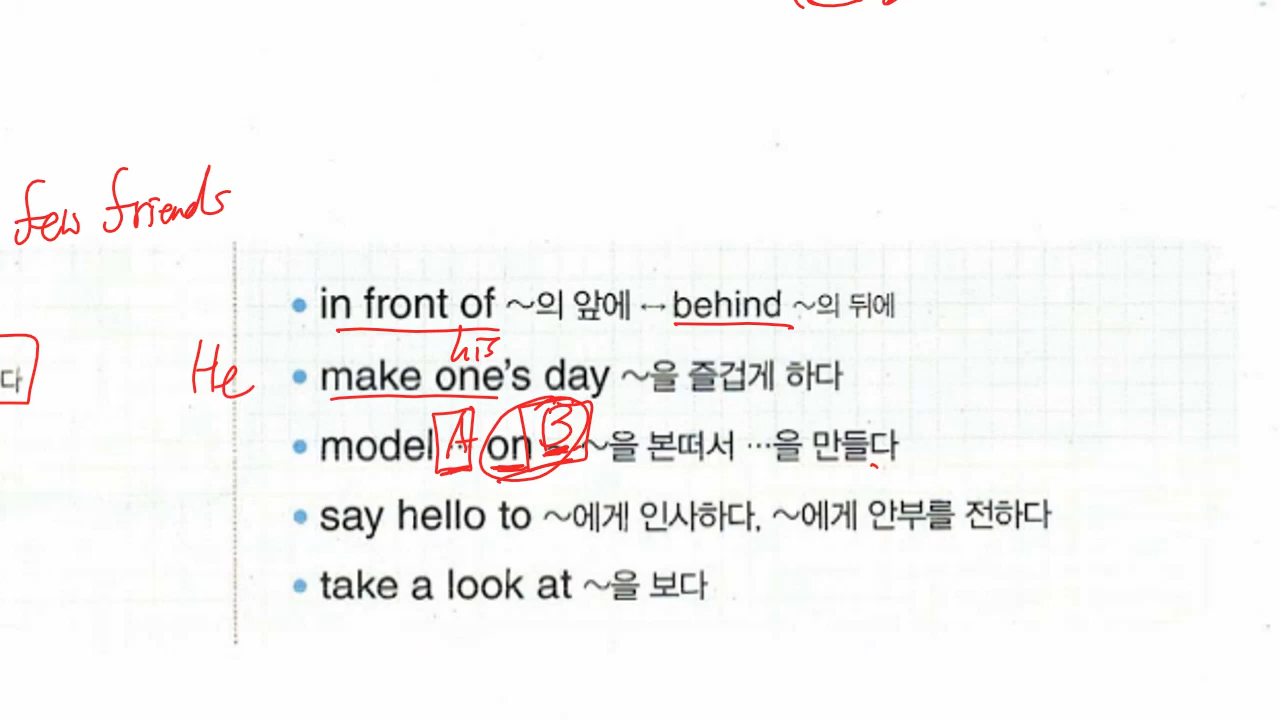 few friends
• in front of ~의 앞에 ↔ behind ~의 뒤에
his
다
He
• make one's day ~을 즐겁게 하다
• model A on B ~을 본떠서 …을 만들다
• say hello to ~에게 인사하다, ~에게 안부를 전하다
• take a look at ~을 보다